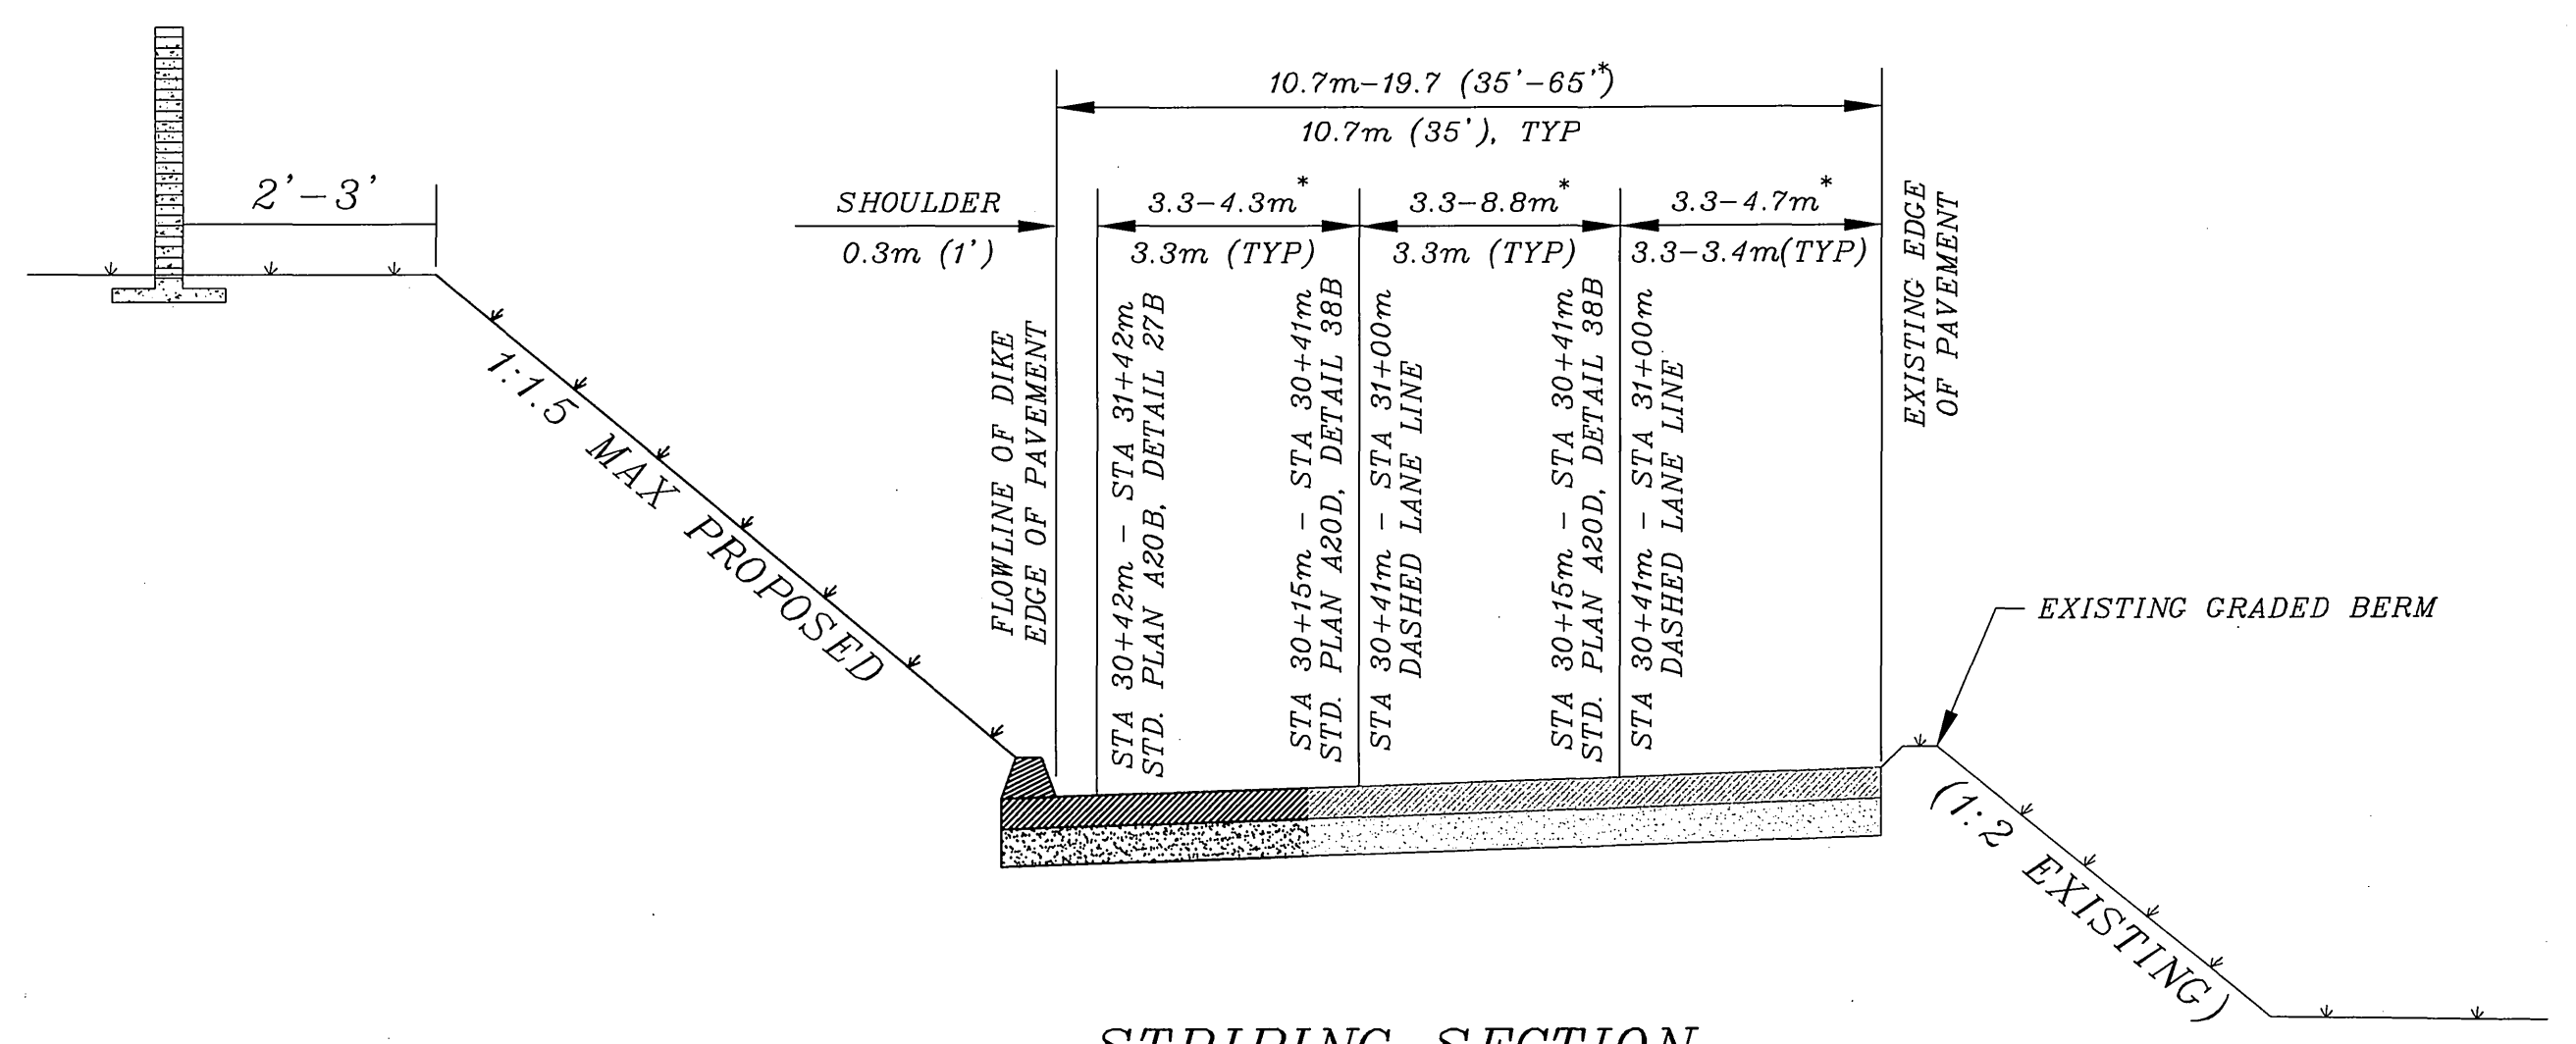 10.7m-19.7 (35'-65'*)
10.7m (35'), TYP
2'-3'
SHOULDER
0.3m (1')
3.3-4.3m*
3.3m (TYP)
3.3-8.8m*
3.3m (TYP)
3.3-4.7m*
3.3-3.4m(TYP)
1:1.5 MAX PROPOSED
FLOWLINE OF DIKE
EDGE OF PAVEMENT
STA 30+42m - STA 31+42m
STD. PLAN A20B, DETAIL 27B
STA 30+15m - STA 30+41m
STD. PLAN A20D, DETAIL 38B
STA 30+41m - STA 31+00m
DASHED LANE LINE
STA 30+15m - STA 30+41m
STD. PLAN A20D, DETAIL 38B
STA 30+41m - STA 31+00m
DASHED LANE LINE
EXISTING EDGE
OF PAVEMENT
EXISTING GRADED BERM
(1:2 EXISTING)
STRIPING SECTION